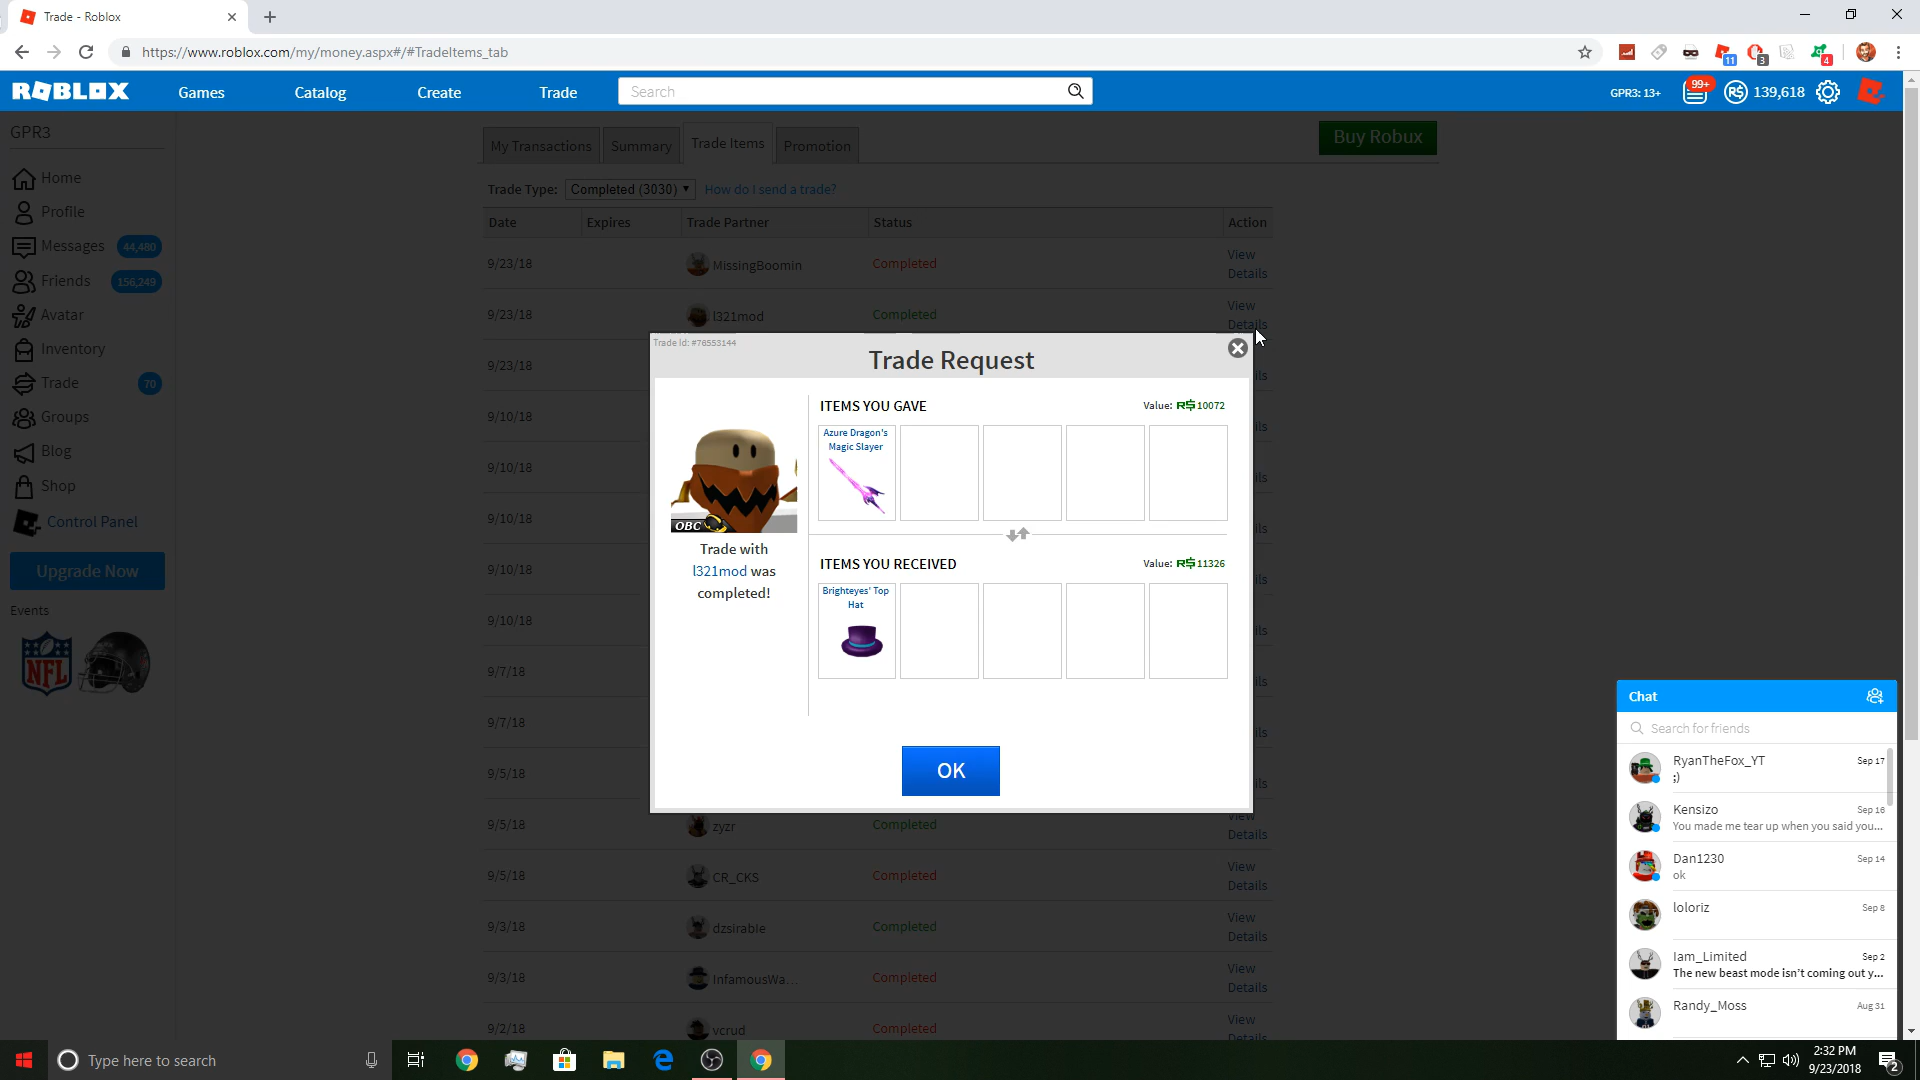 Trade - Roblox
https://www.roblox.com/my/money.aspx#/#TradeItems_tab
11
3
4
ROBLOX
Games
Catalog
Create
Trade
Search
GPR3: 13+
99+
R$ 139,618
GPR3
Home
Profile
Messages 44,480
Friends 156,249
Avatar
Inventory
Trade 70
Groups
Blog
Shop
Control Panel
Upgrade Now
Events
NFL
My Transactions
Summary
Trade Items
Promotion
Buy Robux
Trade Type: Completed (3030) How do I send a trade?
Date Expires Trade Partner Status Action
9/23/18 MissingBoomin Completed View Details
9/23/18 l321mod Completed View Details
9/23/18
9/10/18
9/10/18
9/10/18
9/10/18
9/10/18
9/7/18
9/7/18
9/5/18
9/5/18 zyzr Completed View Details
9/5/18 CR_CKS Completed View Details
9/3/18 dzsirable Completed View Details
9/3/18 InfamousWa... Completed View Details
9/2/18 vcrud Completed View Details
Trade Id: #76553144
Trade Request
OBC
Trade with
l321mod was
completed!
ITEMS YOU GAVE Value: R$10072
Azure Dragon's
Magic Slayer
ITEMS YOU RECEIVED Value: R$11326
Brighteyes' Top
Hat
OK
Chat
Search for friends
RyanTheFox_YT Sep 17
;)
Kensizo Sep 16
You made me tear up when you said you...
Dan1230 Sep 14
ok
loloriz Sep 8
Iam_Limited Sep 2
The new beast mode isn't coming out y...
Randy_Moss Aug 31
Type here to search
2:32 PM
9/23/2018
2